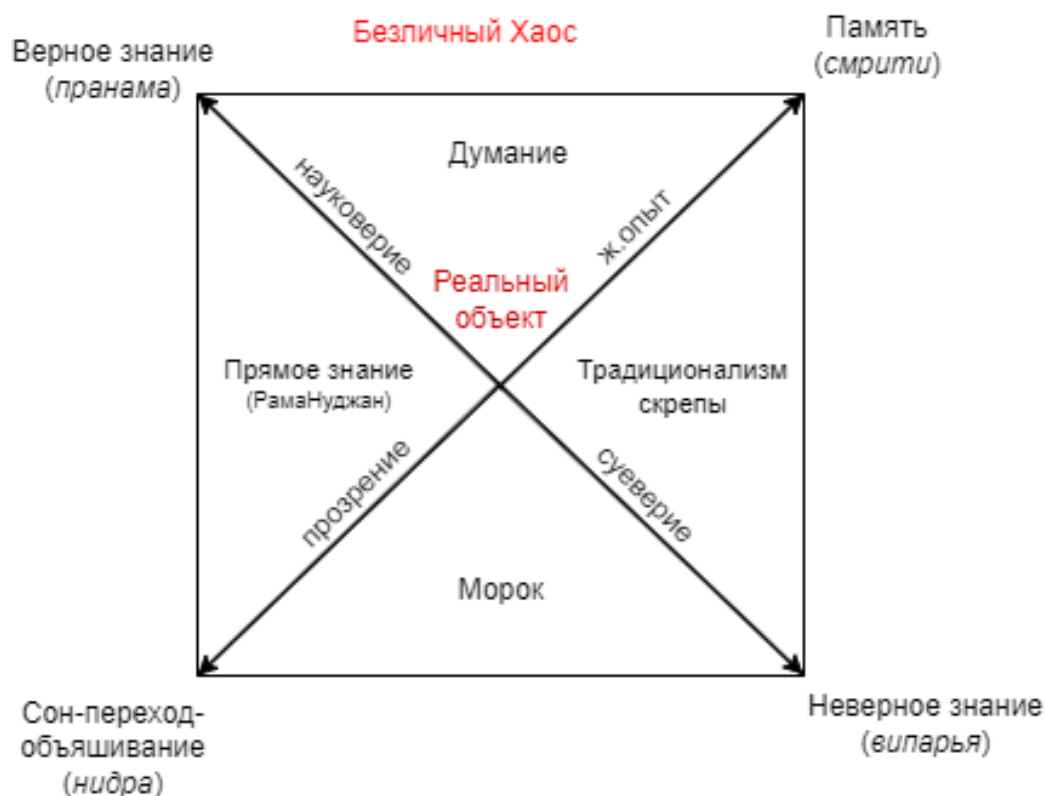 Безличный Хаос
Верное знание
(пранама)
Память
(смрити)
Думание
науковерие
ж.опыт
Реальный
объект
Прямое знание
(РамаНуджан)
Традиционализм
скрепы
прозрение
суеверие
Морок
Сон-переход-
объяшивание
(нидра)
Неверное знание
(випарья)